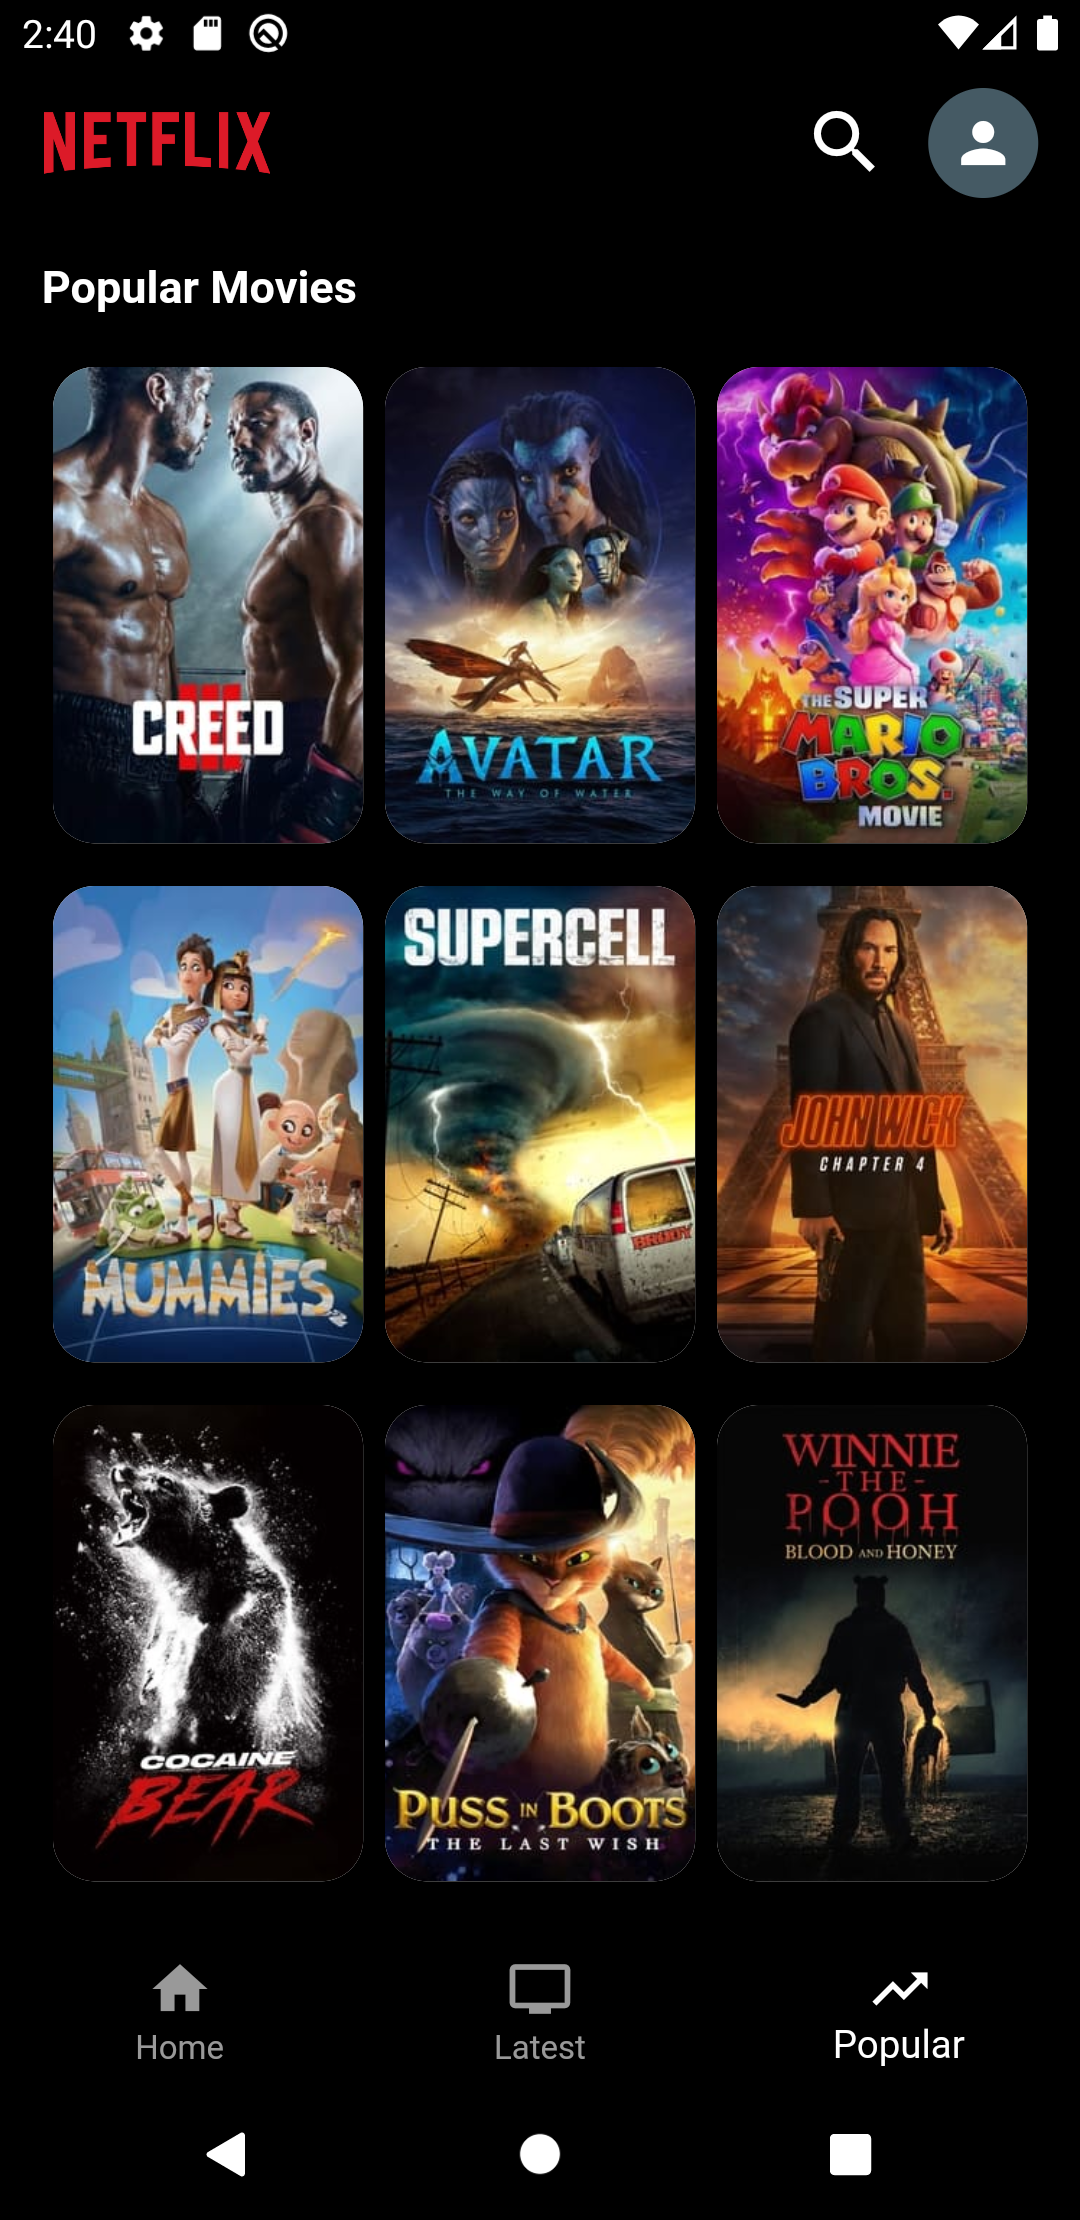 2:40
NETFLIX
Popular Movies
CREED
III
AVATAR
THE WAY OF WATER
THE SUPER
MARIO
BROS.
MOVIE
MUMMIES
SUPERCELL
BRODY
JOHN WICK
CHAPTER 4
COCAINE
BEAR
PUSS IN BOOTS
THE LAST WISH
WINNIE
-THE-
POOH
BLOOD AND HONEY
Home
Latest
Popular